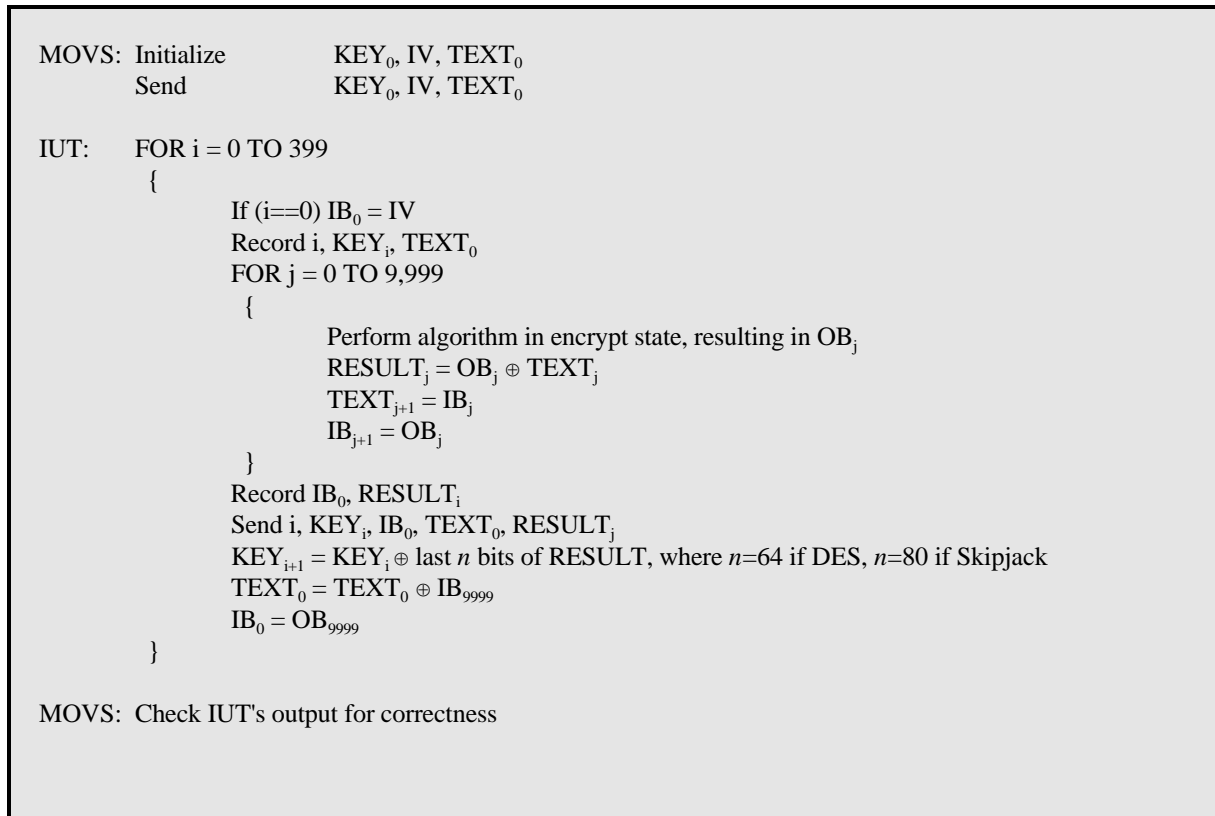 MOVS: Initialize KEY₀, IV, TEXT₀
Send KEY₀, IV, TEXT₀
IUT: FOR i = 0 TO 399
{
If (i==0) IB₀ = IV
Record i, KEYᵢ, TEXT₀
FOR j = 0 TO 9,999
{
Perform algorithm in encrypt state, resulting in OBⱼ
RESULTⱼ = OBⱼ ⊕ TEXTⱼ
TEXTⱼ₊₁ = IBⱼ
IBⱼ₊₁ = OBⱼ
}
Record IB₀, RESULTᵢ
Send i, KEYᵢ, IB₀, TEXT₀, RESULTⱼ
KEYᵢ₊₁ = KEYᵢ ⊕ last n bits of RESULT, where n=64 if DES, n=80 if Skipjack
TEXT₀ = TEXT₀ ⊕ IB₉₉₉₉
IB₀ = OB₉₉₉₉
}
MOVS: Check IUT's output for correctness